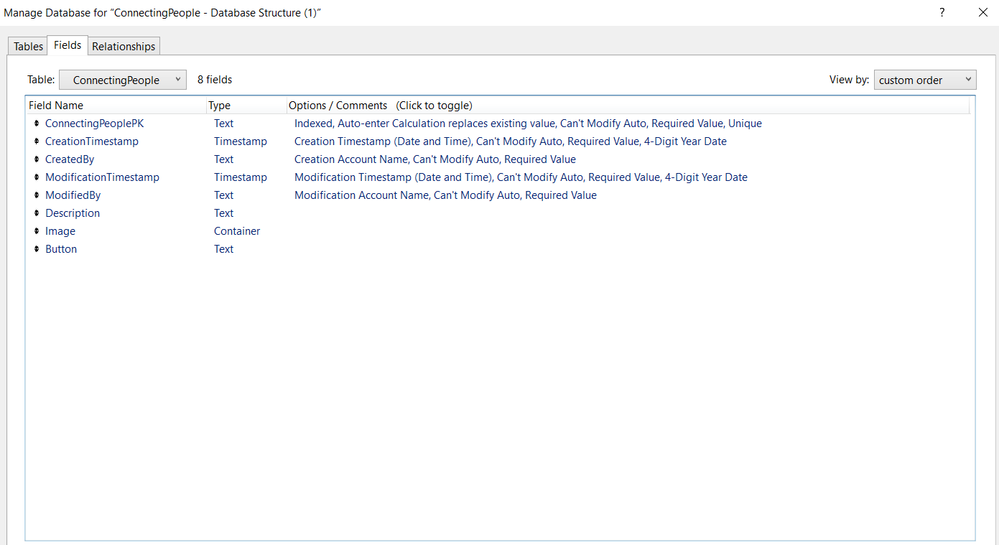 Manage Database for “ConnectingPeople - Database Structure (1)” ?
Tables Fields Relationships
Table: ConnectingPeople 8 fields View by: custom order
Field Name Type Options / Comments (Click to toggle)
ConnectingPeoplePK Text Indexed, Auto-enter Calculation replaces existing value, Can't Modify Auto, Required Value, Unique
CreationTimestamp Timestamp Creation Timestamp (Date and Time), Can't Modify Auto, Required Value, 4-Digit Year Date
CreatedBy Text Creation Account Name, Can't Modify Auto, Required Value
ModificationTimestamp Timestamp Modification Timestamp (Date and Time), Can't Modify Auto, Required Value, 4-Digit Year Date
ModifiedBy Text Modification Account Name, Can't Modify Auto, Required Value
Description Text
Image Container
Button Text